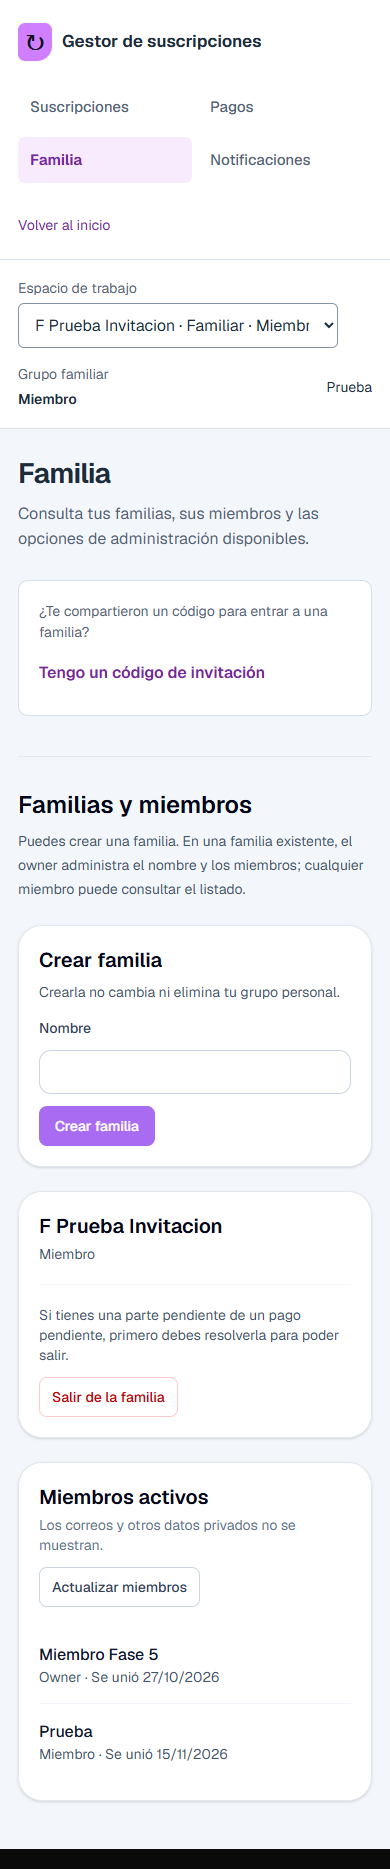 Gestor de suscripciones
Suscripciones
Pagos
Familia
Notificaciones
Volver al inicio
Espacio de trabajo
F Prueba Invitacion · Familiar · Miembr
Grupo familiar
Miembro
Prueba
Familia
Consulta tus familias, sus miembros y las
opciones de administración disponibles.
¿Te compartieron un código para entrar a una
familia?
Tengo un código de invitación
Familias y miembros
Puedes crear una familia. En una familia existente, el
owner administra el nombre y los miembros; cualquier
miembro puede consultar el listado.
Crear familia
Crearla no cambia ni elimina tu grupo personal.
Nombre
Crear familia
F Prueba Invitacion
Miembro
Si tienes una parte pendiente de un pago
pendiente, primero debes resolverla para poder
salir.
Salir de la familia
Miembros activos
Los correos y otros datos privados no se
muestran.
Actualizar miembros
Miembro Fase 5
Owner · Se unió 27/10/2026
Prueba
Miembro · Se unió 15/11/2026